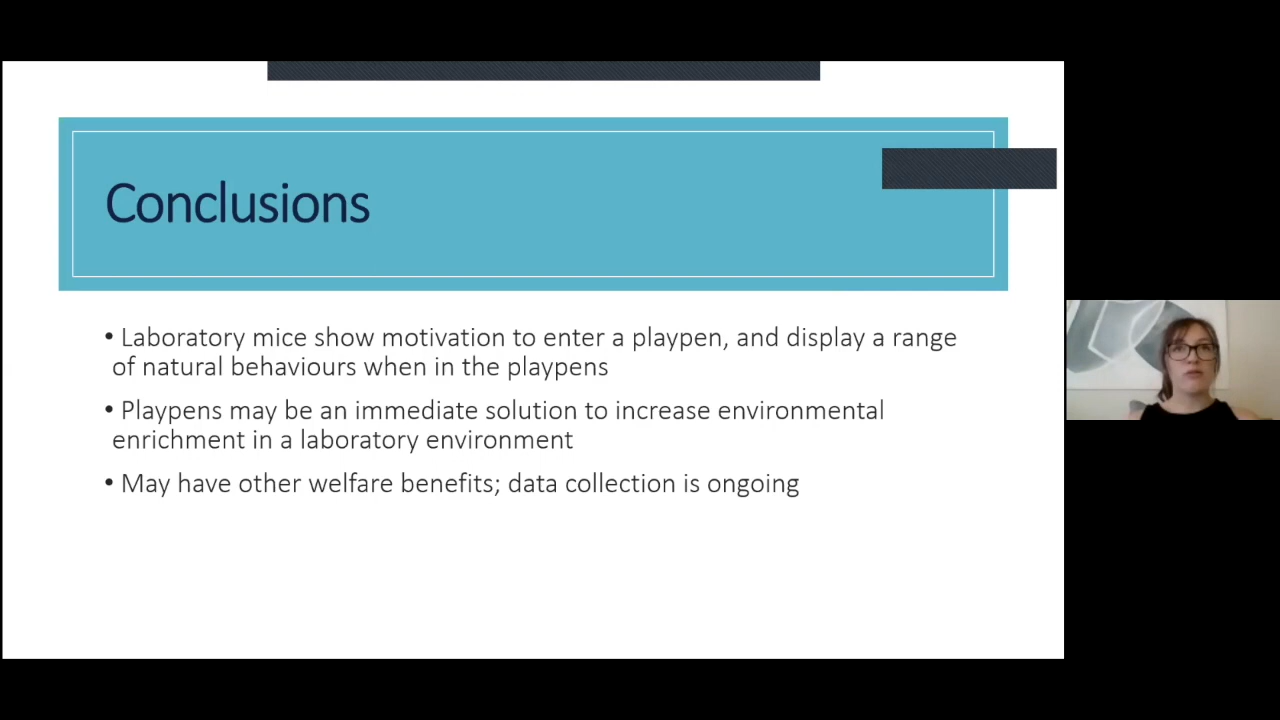 Conclusions
• Laboratory mice show motivation to enter a playpen, and display a range
of natural behaviours when in the playpens
• Playpens may be an immediate solution to increase environmental
enrichment in a laboratory environment
• May have other welfare benefits; data collection is ongoing